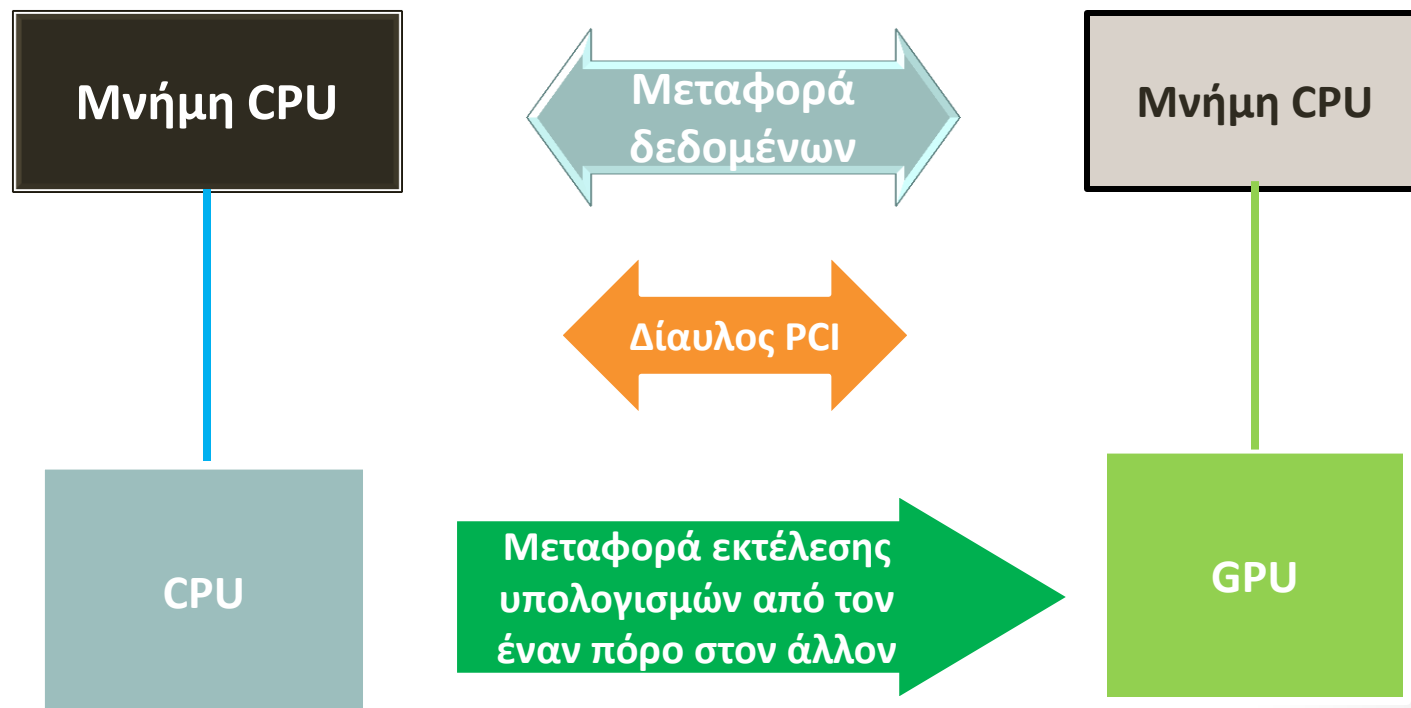 Μνήμη CPU
Μεταφορά
δεδομένων
Μνήμη CPU
Δίαυλος PCI
CPU
Μεταφορά εκτέλεσης
υπολογισμών από τον
έναν πόρο στον άλλον
GPU